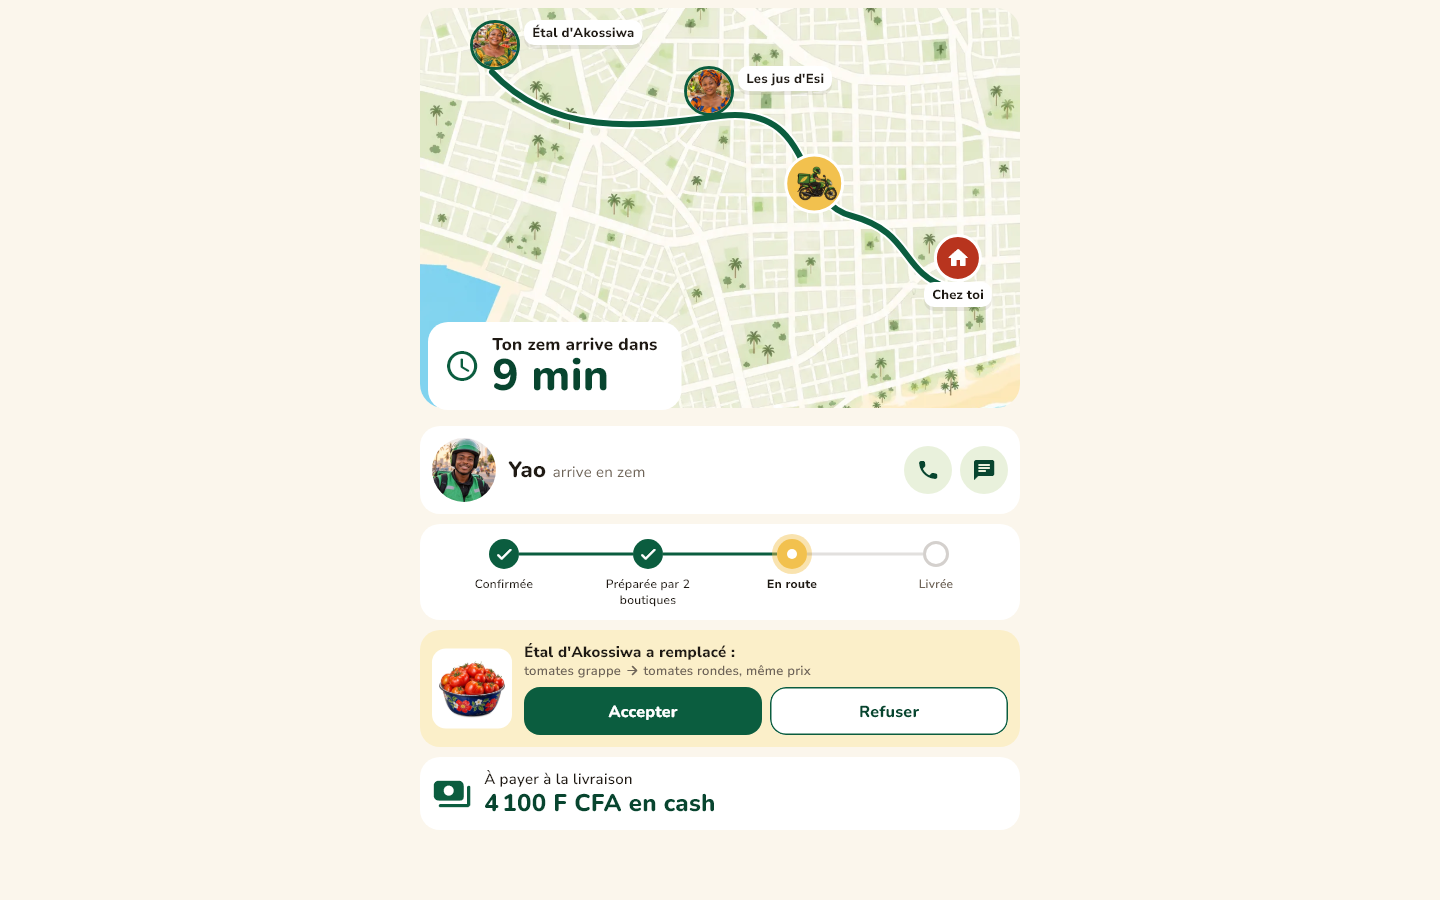 Étal d'Akossiwa
Les jus d'Esi
Chez toi
Ton zem arrive dans
9 min
Yao arrive en zem
Confirmée
Préparée par 2
boutiques
En route
Livrée
Étal d'Akossiwa a remplacé :
tomates grappe → tomates rondes, même prix
Accepter
Refuser
À payer à la livraison
4 100 F CFA en cash